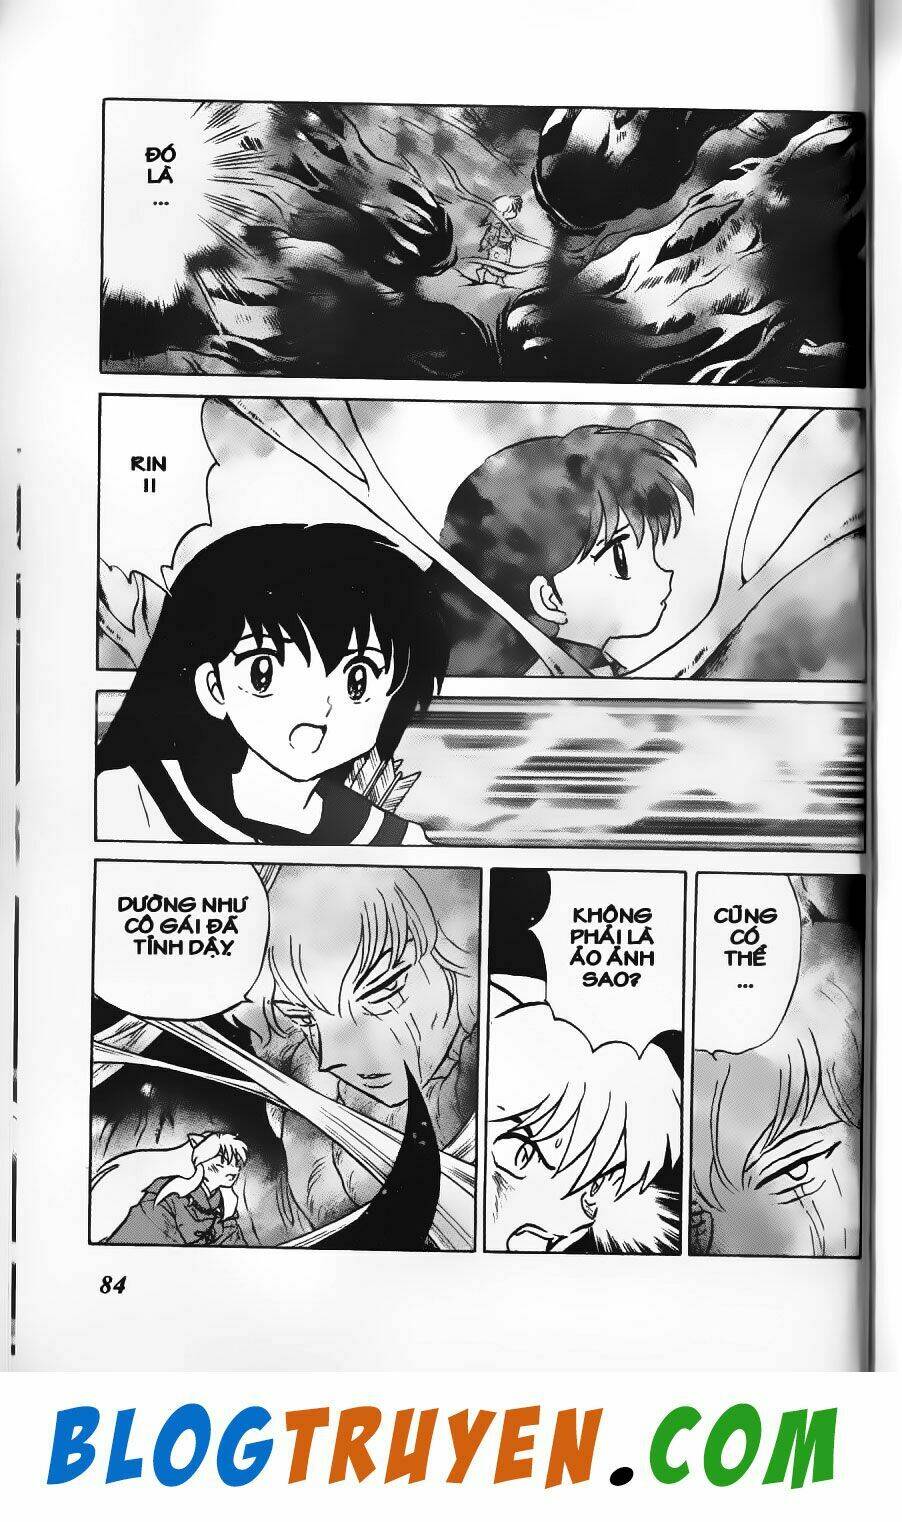 ĐÓ
LÀ
...
RIN
!!
DƯỜNG NHƯ
CÔ GÁI ĐÃ
TỈNH DẬY.
KHÔNG
PHẢI LÀ
ẢO ẢNH
SAO?
CŨNG
CÓ
THỂ
...
84
BLOGTRUYEN.COM